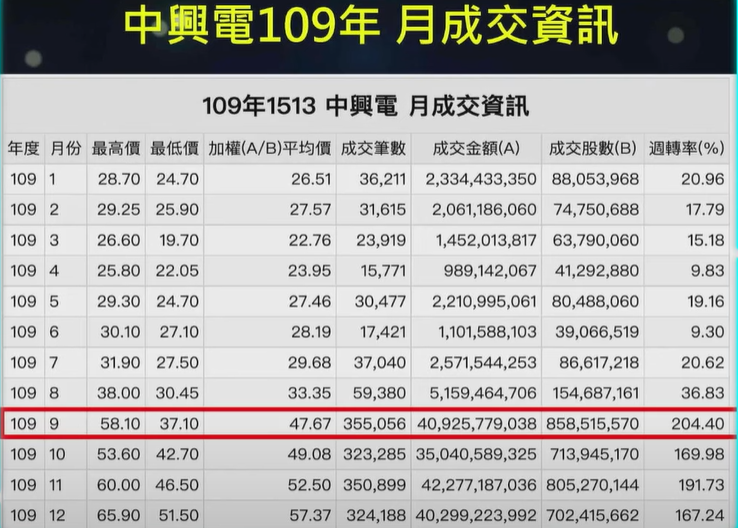 中興電109年 月成交資訊
109年1513 中興電 月成交資訊
年度 月份 最高價 最低價 加權(A/B)平均價 成交筆數 成交金額(A) 成交股數(B) 週轉率(%)
109 1 28.70 24.70 26.51 36,211 2,334,433,350 88,053,968 20.96
109 2 29.25 25.90 27.57 31,615 2,061,186,060 74,750,688 17.79
109 3 26.60 19.70 22.76 23,919 1,452,013,817 63,790,060 15.18
109 4 25.80 22.05 23.95 15,771 989,142,067 41,292,880 9.83
109 5 29.30 24.70 27.46 30,477 2,210,995,061 80,488,060 19.16
109 6 30.10 27.10 28.19 17,421 1,101,588,103 39,066,519 9.30
109 7 31.90 27.50 29.68 37,040 2,571,544,253 86,617,218 20.62
109 8 38.00 30.45 33.35 59,380 5,159,464,706 154,687,161 36.83
109 9 58.10 37.10 47.67 355,056 40,925,779,038 858,515,570 204.40
109 10 53.60 42.70 49.08 323,285 35,040,589,325 713,945,170 169.98
109 11 60.00 46.50 52.50 350,899 42,277,187,036 805,270,144 191.73
109 12 65.90 51.50 57.37 324,188 40,299,223,992 702,415,662 167.24